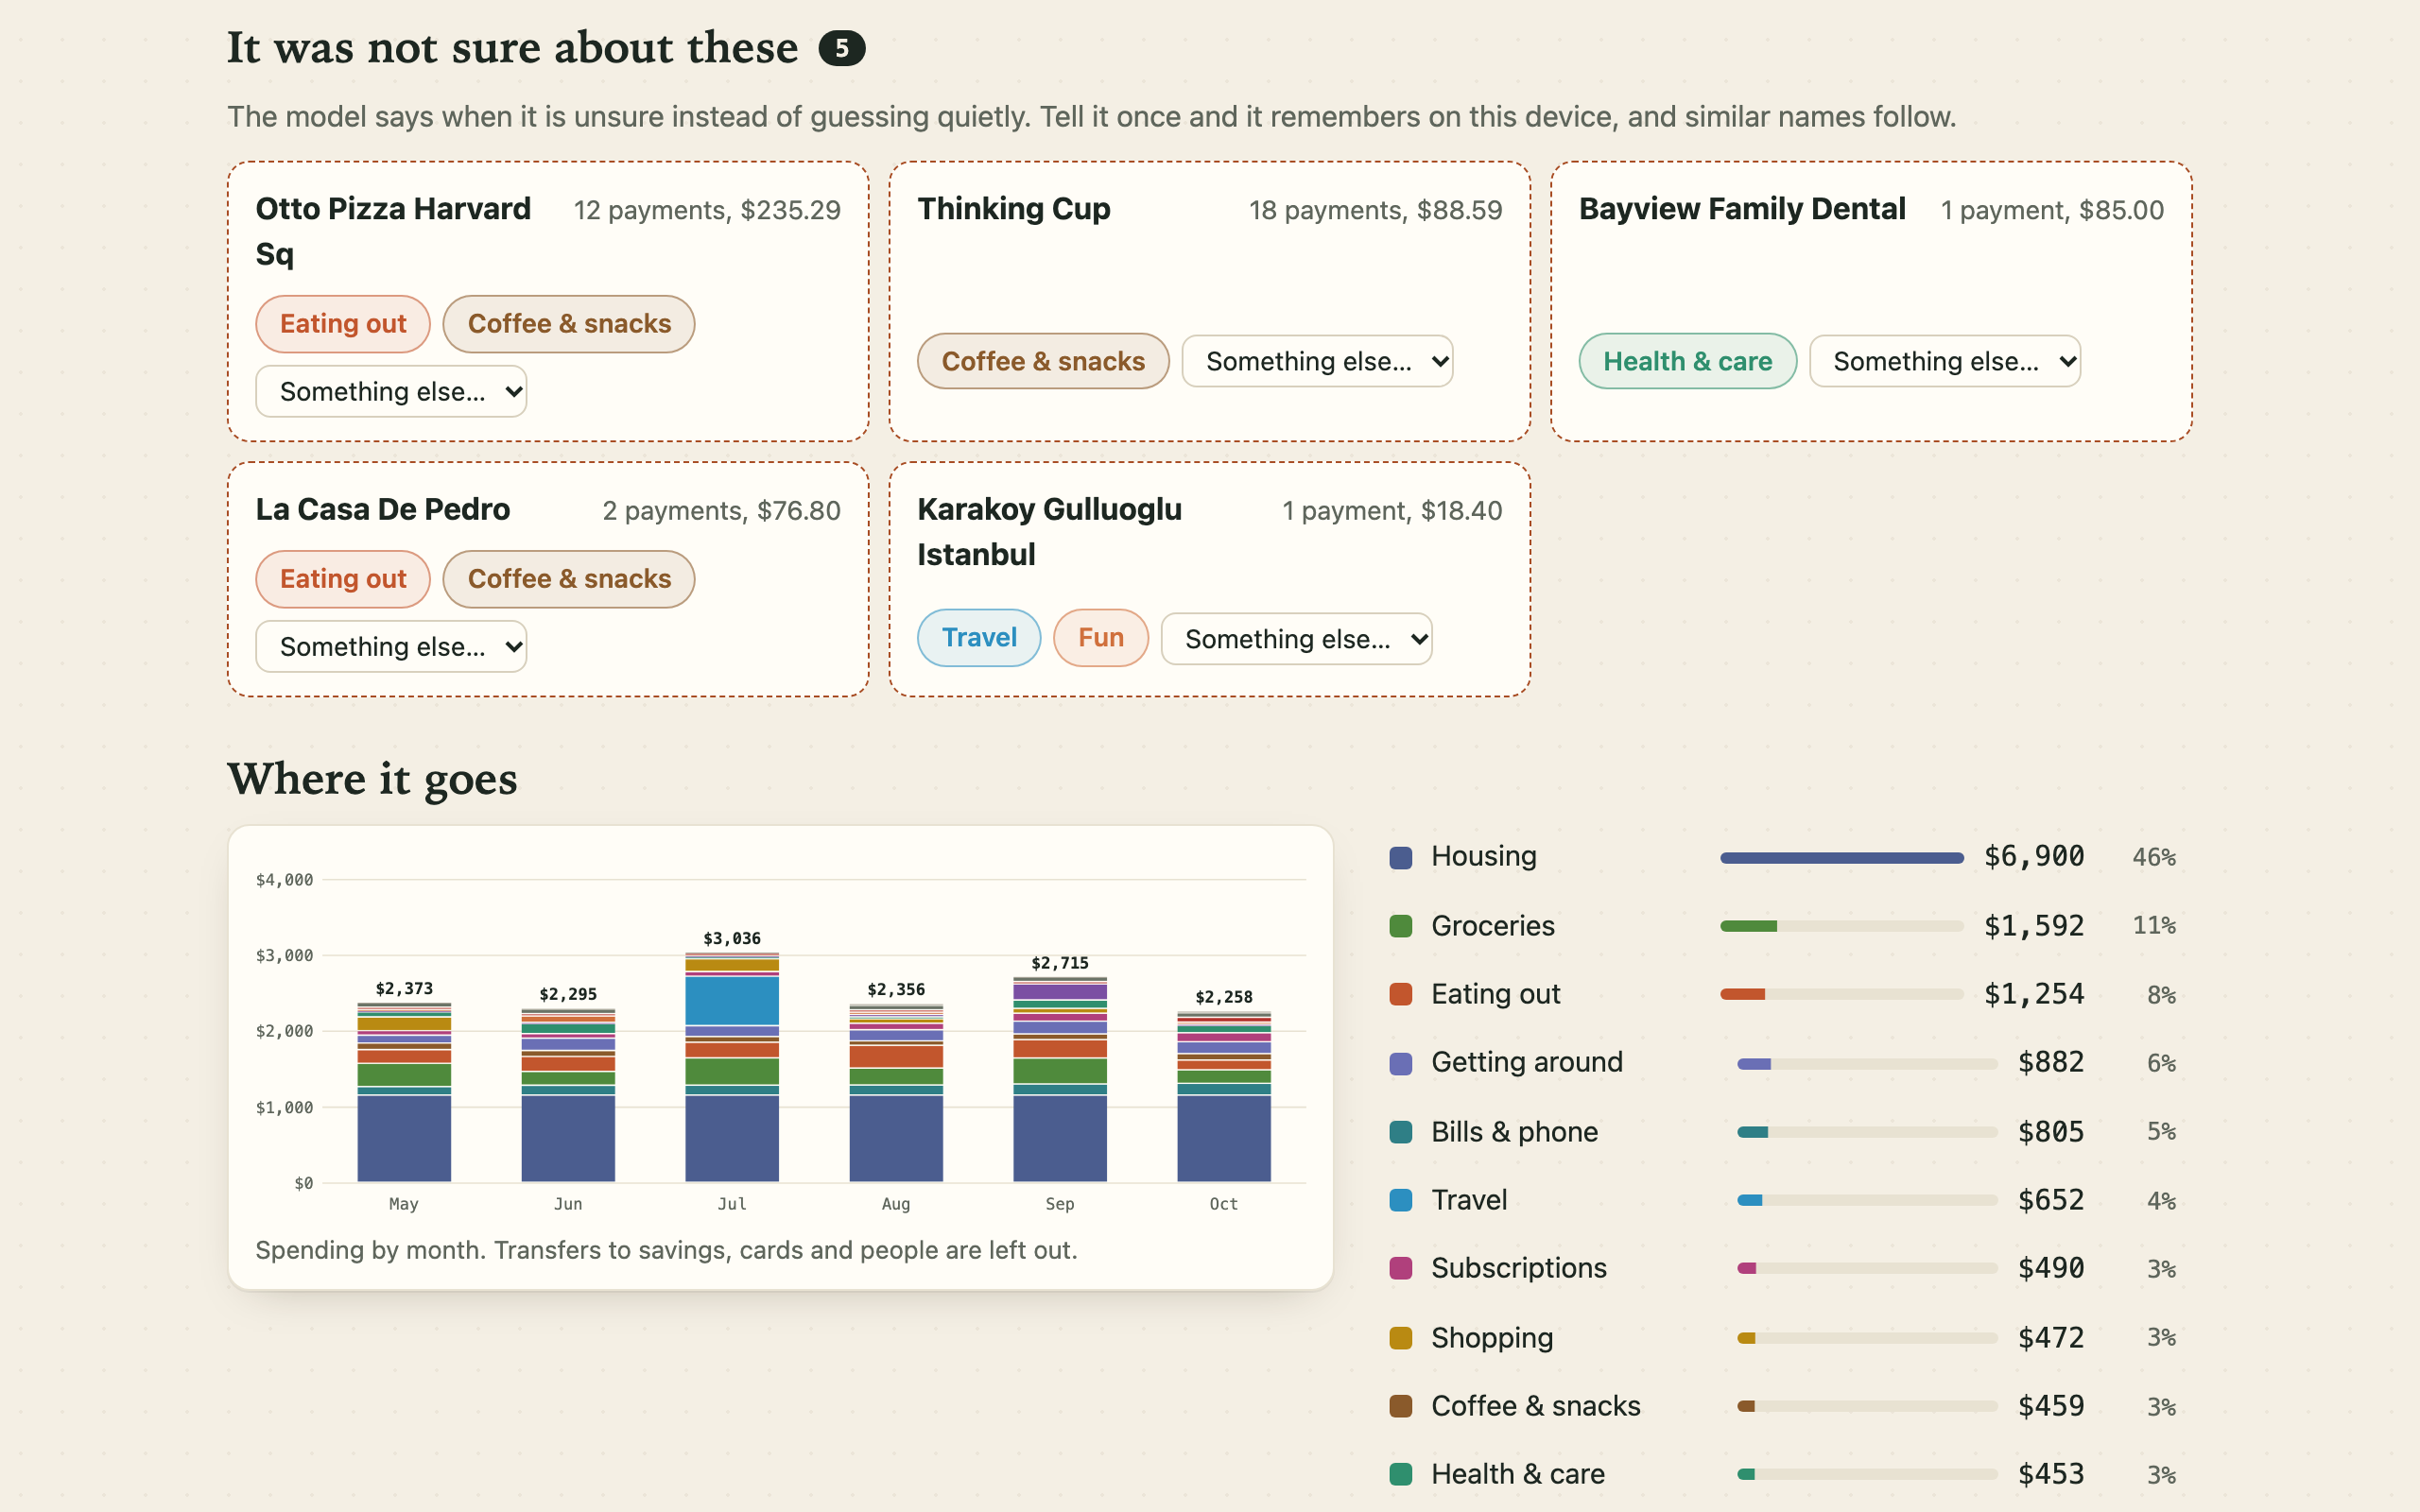 It was not sure about these 5
The model says when it is unsure instead of guessing quietly. Tell it once and it remembers on this device, and similar names follow.
Otto Pizza Harvard Sq
12 payments, $235.29
Eating out
Coffee & snacks
Something else...
Thinking Cup
18 payments, $88.59
Coffee & snacks
Something else...
Bayview Family Dental
1 payment, $85.00
Health & care
Something else...
La Casa De Pedro
2 payments, $76.80
Eating out
Coffee & snacks
Something else...
Karakoy Gulluoglu Istanbul
1 payment, $18.40
Travel
Fun
Something else...
Where it goes
$4,000
$3,000
$2,000
$1,000
$0
$2,373
$2,295
$3,036
$2,356
$2,715
$2,258
May
Jun
Jul
Aug
Sep
Oct
Spending by month. Transfers to savings, cards and people are left out.
Housing $6,900 46%
Groceries $1,592 11%
Eating out $1,254 8%
Getting around $882 6%
Bills & phone $805 5%
Travel $652 4%
Subscriptions $490 3%
Shopping $472 3%
Coffee & snacks $459 3%
Health & care $453 3%